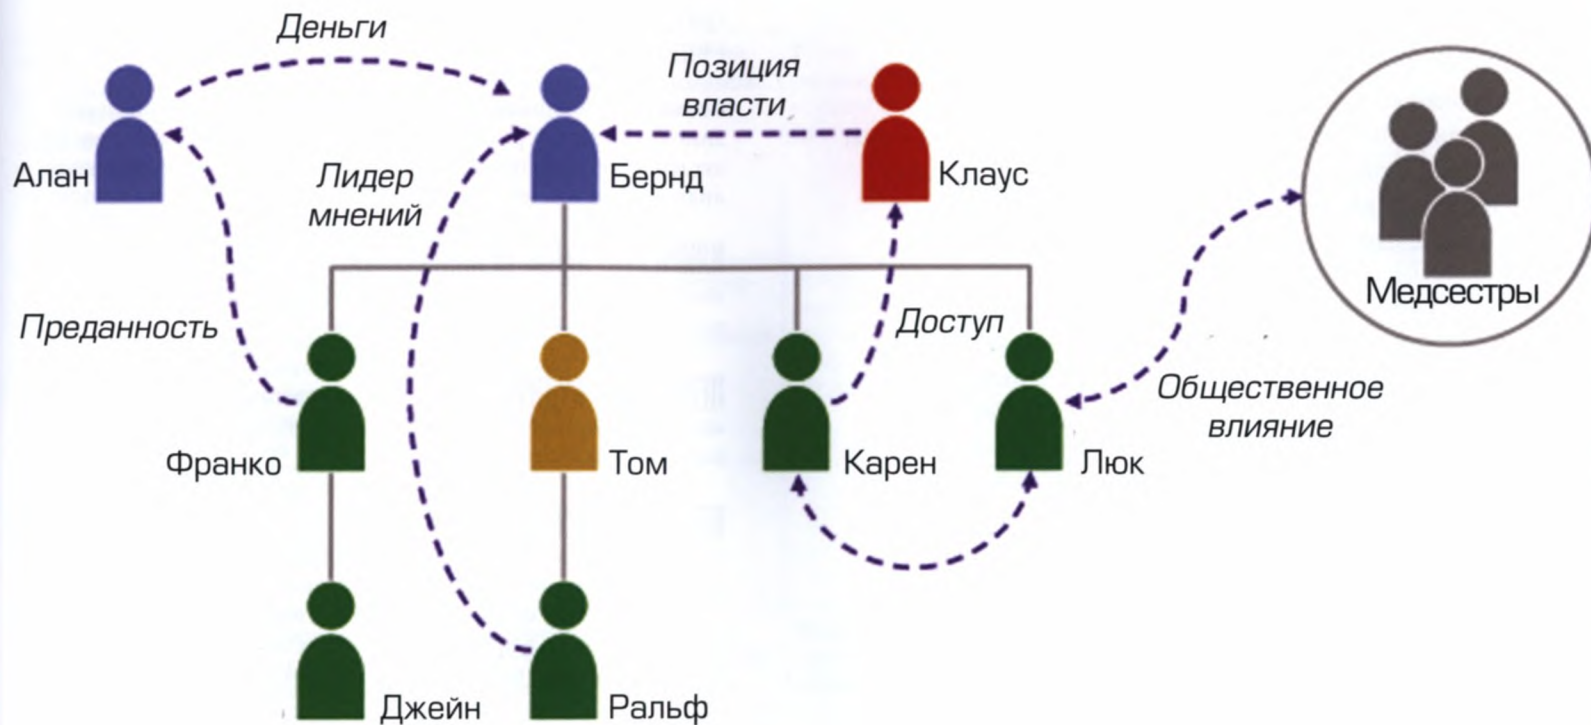 Деньги
Позиция
власти
Алан
Лидер
мнений
Бернд
Клаус
Медсестры
Преданность
Доступ
Общественное
влияние
Франко
Том
Карен
Люк
Джейн
Ральф